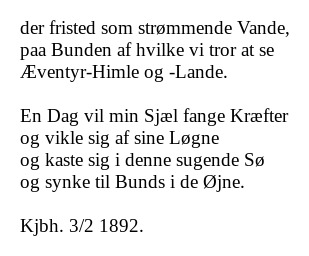 der fristed som strømmende Vande,
paa Bunden af hvilke vi tror at se
Æventyr-Himle og -Lande.

En Dag vil min Sjæl fange Kræfter
og vikle sig af sine Løgne
og kaste sig i denne sugende Sø
og synke til Bunds i de Øjne.

Kjbh. 3/2 1892.